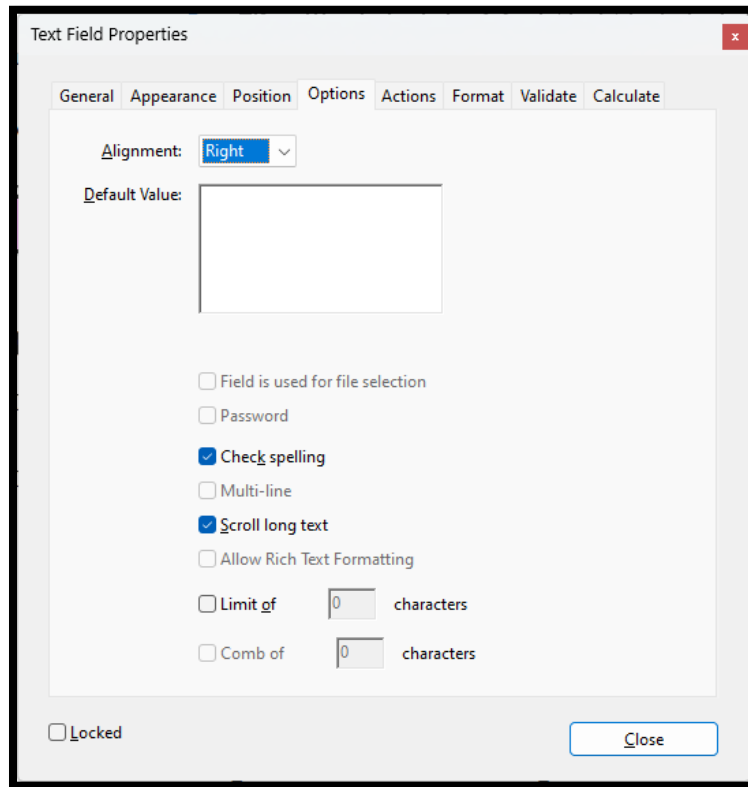 Text Field Properties
x
General Appearance Position Options Actions Format Validate Calculate
Alignment: Right
Default Value:
Field is used for file selection
Password
Check spelling
Multi-line
Scroll long text
Allow Rich Text Formatting
Limit of 0 characters
Comb of 0 characters
Locked
Close